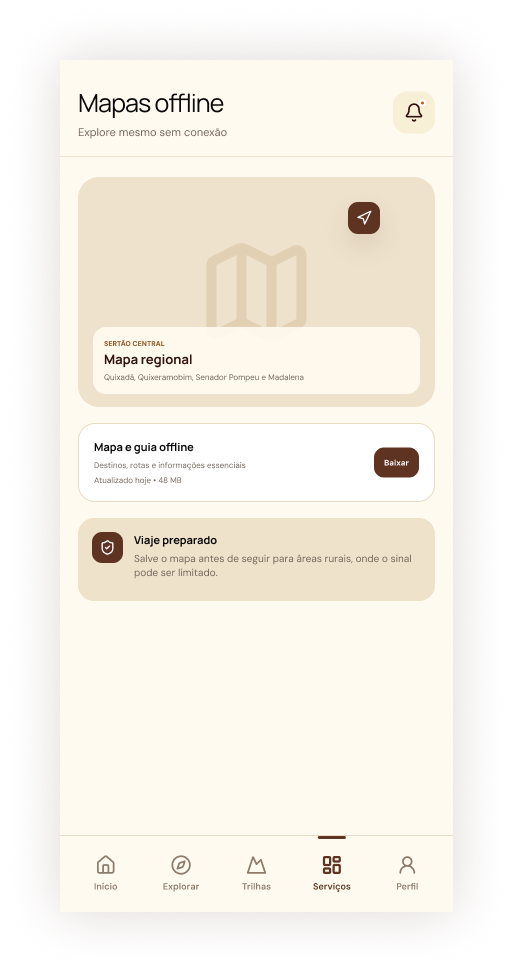 Mapas offline
Explore mesmo sem conexão
SERTÃO CENTRAL
Mapa regional
Quixadá, Quixeramobim, Senador Pompeu e Madalena
Mapa e guia offline
Destinos, rotas e informações essenciais
Atualizado hoje • 48 MB
Baixar
Viaje preparado
Salve o mapa antes de seguir para áreas rurais, onde o sinal
pode ser limitado.
Início
Explorar
Trilhas
Serviços
Perfil